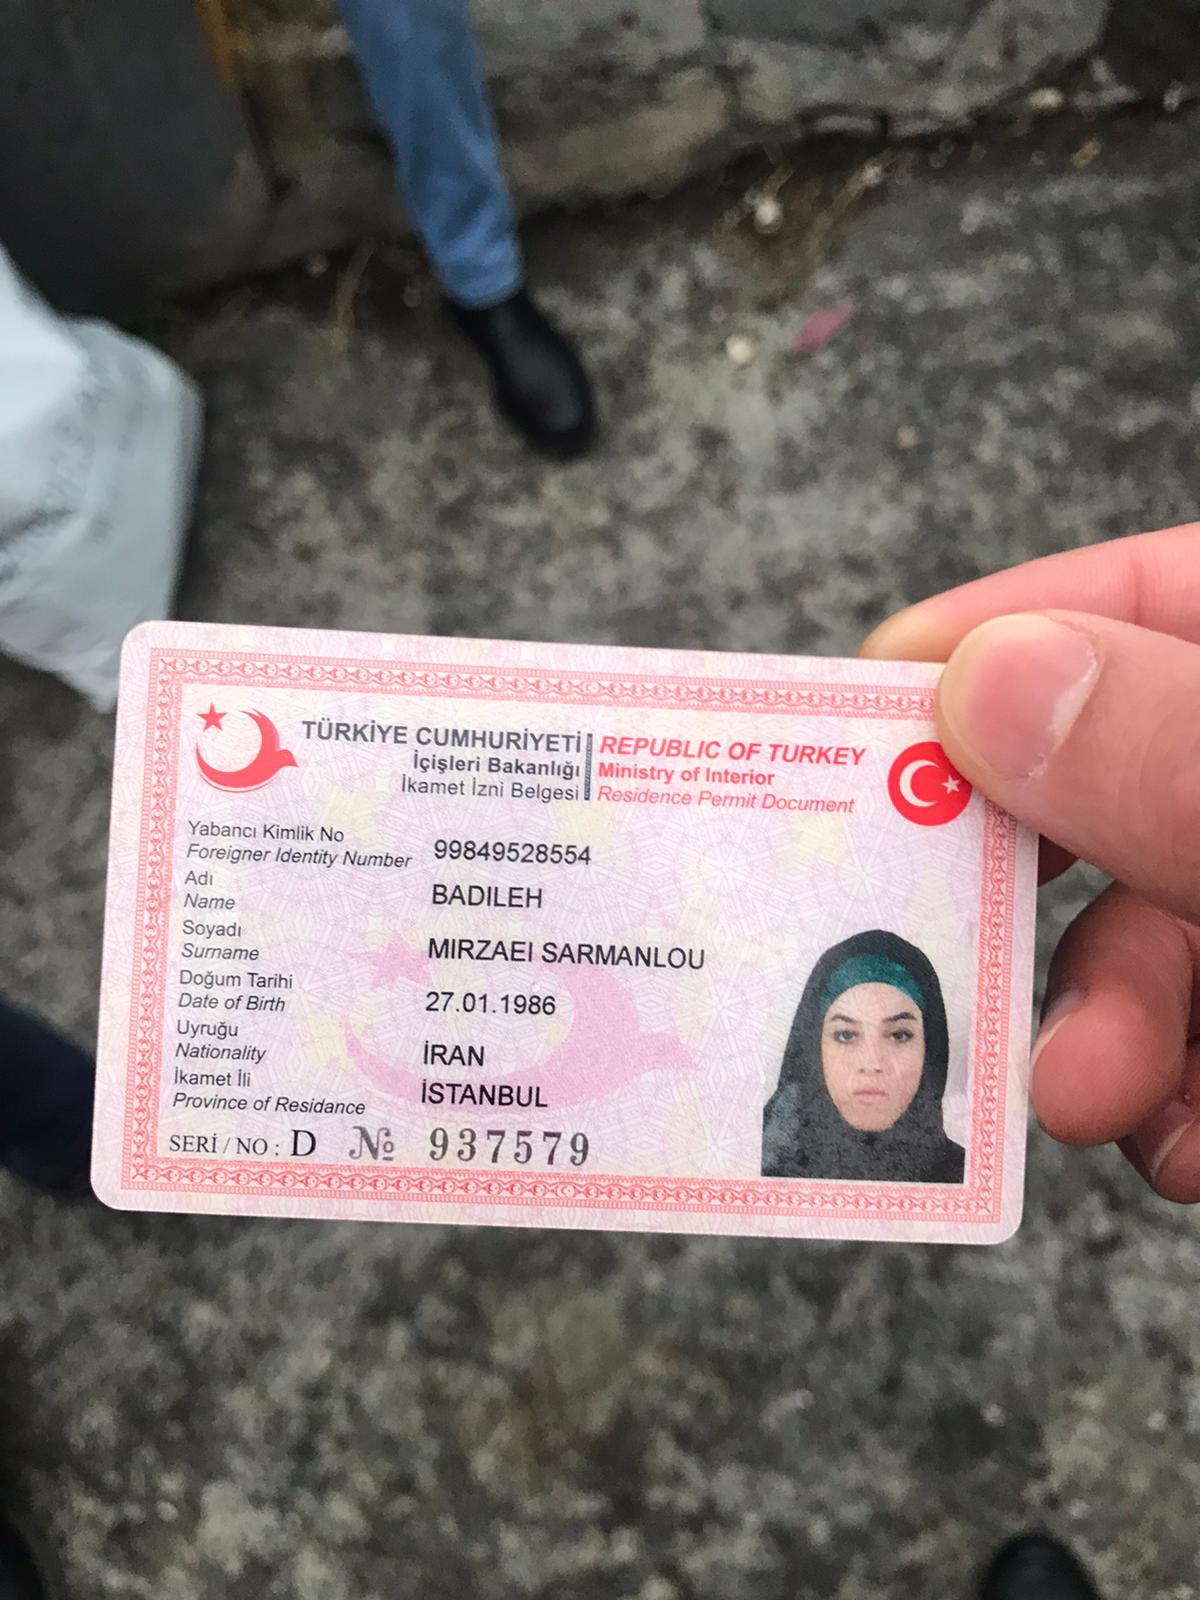 TÜRKİYE CUMHURİYETİ
İçişleri Bakanlığı
İkamet İzni Belgesi
REPUBLIC OF TURKEY
Ministry of Interior
Residence Permit Document
Yabancı Kimlik No
Foreigner Identity Number 99849528554
Adı
Name BADILEH
Soyadı
Surname MIRZAEI SARMANLOU
Doğum Tarihi
Date of Birth 27.01.1986
Uyruğu
Nationality İRAN
İkamet İli
Province of Residance İSTANBUL
SERİ / NO : D № 937579